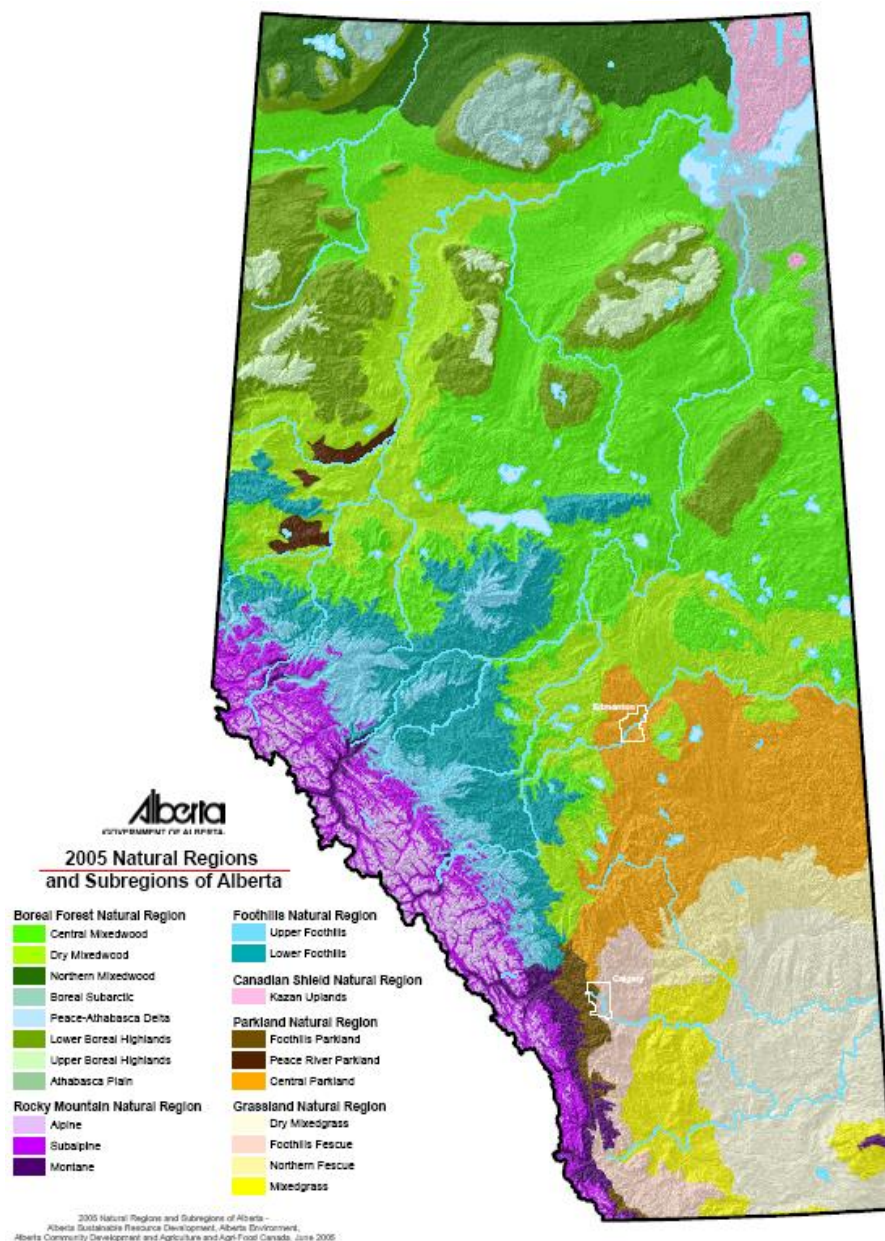 Edmonton
Calgary
Alberta
GOVERNMENT OF ALBERTA
2005 Natural Regions
and Subregions of Alberta
Boreal Forest Natural Region
Central Mixedwood
Dry Mixedwood
Northern Mixedwood
Boreal Subarctic
Peace-Athabasca Delta
Lower Boreal Highlands
Upper Boreal Highlands
Athabasca Plain
Rocky Mountain Natural Region
Alpine
Subalpine
Montane
Foothills Natural Region
Upper Foothills
Lower Foothills
Canadian Shield Natural Region
Kazan Uplands
Parkland Natural Region
Foothills Parkland
Peace River Parkland
Central Parkland
Grassland Natural Region
Dry Mixedgrass
Foothills Fescue
Northern Fescue
Mixedgrass
2005 Natural Regions and Subregions of Alberta -
Alberta Sustainable Resource Development, Alberta Environment,
Alberta Community Development and Agriculture and Agri-Food Canada, June 2005